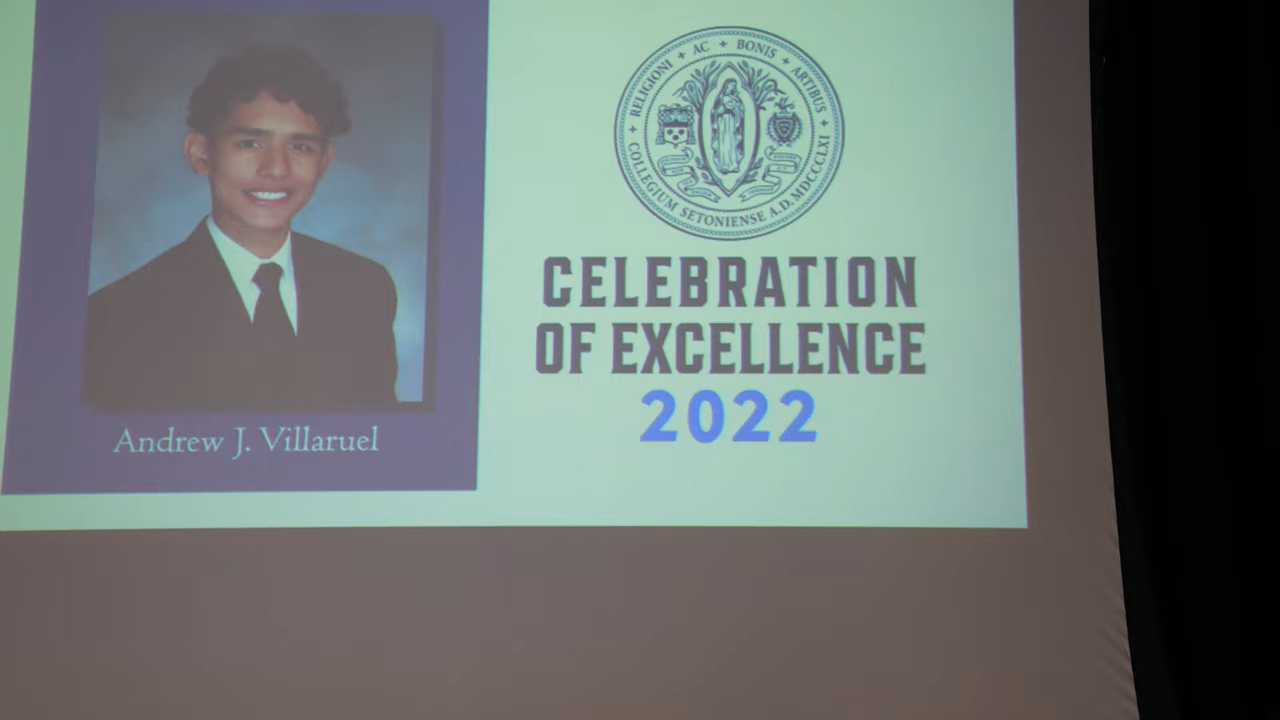 Andrew J. Villaruel
+ RELIGIONI + AC + BONIS + ARTIBUS +
COLLEGIUM SETONIENSE A.D. MDCCCLXI
CELEBRATION
OF EXCELLENCE
2022